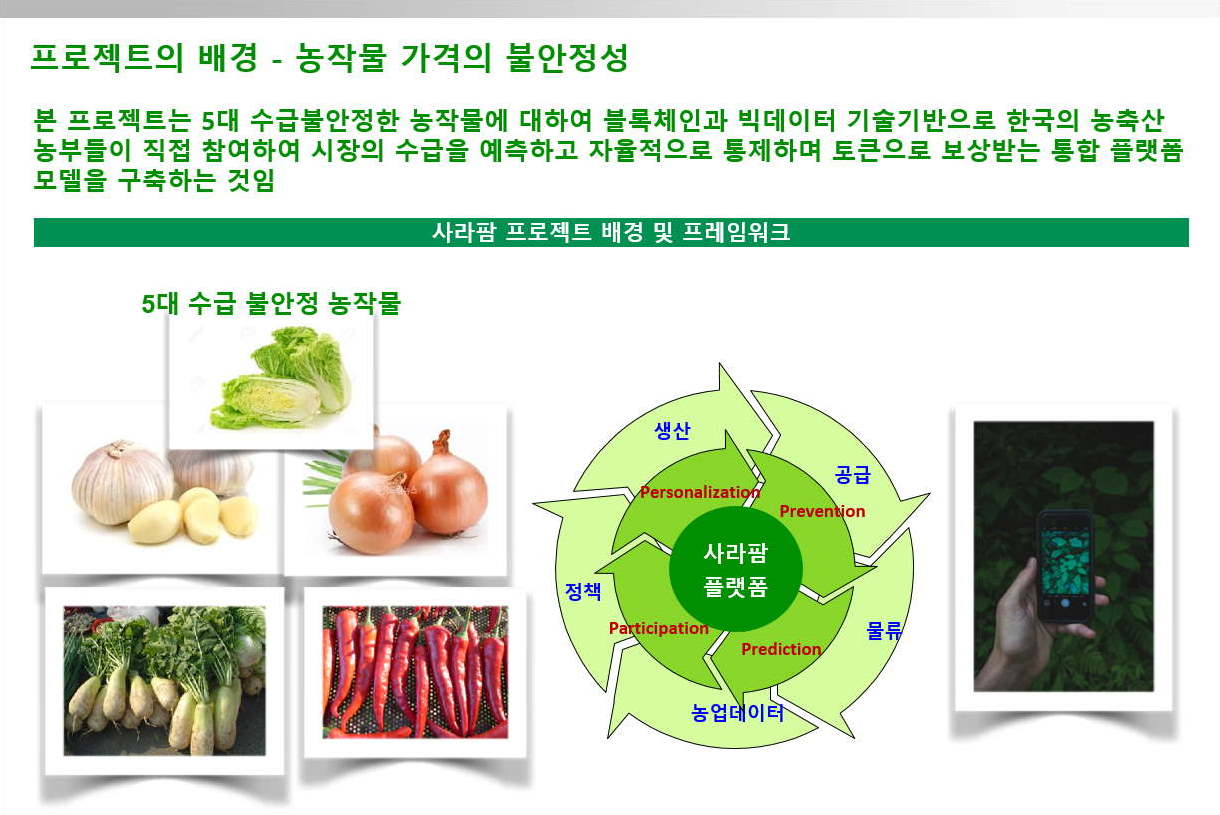 프로젝트의 배경 - 농작물 가격의 불안정성
본 프로젝트는 5대 수급불안정한 농작물에 대하여 블록체인과 빅데이터 기술기반으로 한국의 농축산
농부들이 직접 참여하여 시장의 수급을 예측하고 자율적으로 통제하며 토큰으로 보상받는 통합 플랫폼
모델을 구축하는 것임
사라팜 프로젝트 배경 및 프레임워크
5대 수급 불안정 농작물
생산
공급
Personalization
Prevention
사라팜
플랫폼
정책
Participation
물류
Prediction
농업데이터